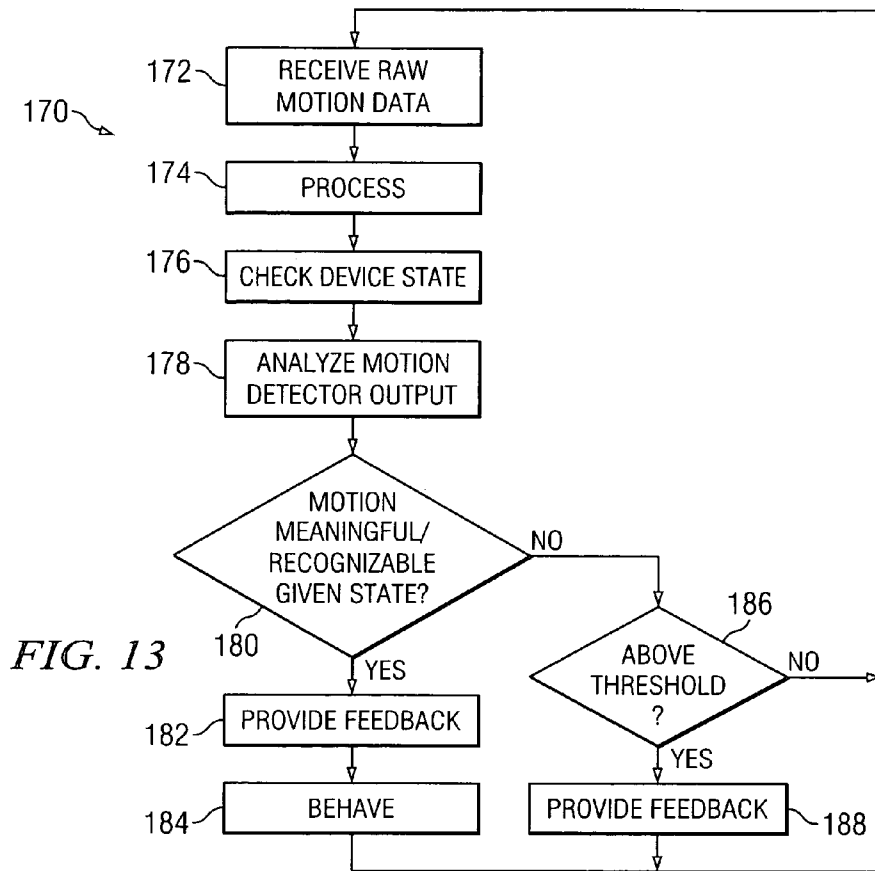 172
RECEIVE RAW
MOTION DATA
170
174
PROCESS
176
CHECK DEVICE STATE
178
ANALYZE MOTION
DETECTOR OUTPUT
MOTION
MEANINGFUL/
RECOGNIZABLE
GIVEN STATE?
NO
180
186
ABOVE
THRESHOLD
?
NO
FIG. 13
YES
YES
182
PROVIDE FEEDBACK
184
BEHAVE
PROVIDE FEEDBACK
188